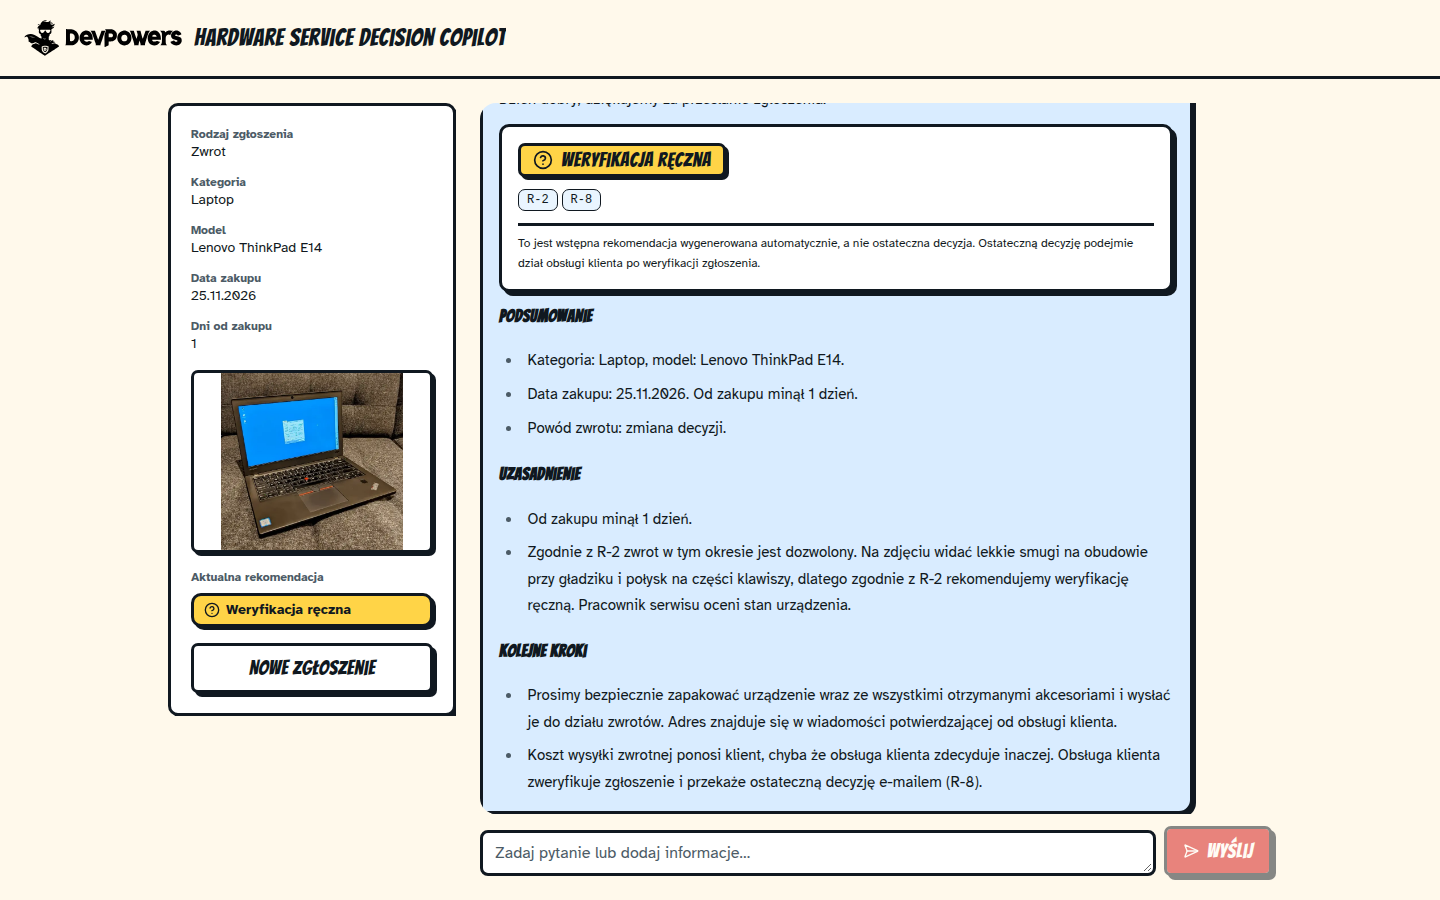 DevPowers HARDWARE SERVICE DECISION COPILOT
Rodzaj zgłoszenia
Zwrot
Kategoria
Laptop
Model
Lenovo ThinkPad E14
Data zakupu
25.11.2026
Dni od zakupu
1
Aktualna rekomendacja
Weryfikacja ręczna
NOWE ZGŁOSZENIE
Dzień dobry, dziękujemy za przesłanie zgłoszenia.
WERYFIKACJA RĘCZNA
R-2 R-8
To jest wstępna rekomendacja wygenerowana automatycznie, a nie ostateczna decyzja. Ostateczną decyzję podejmie
dział obsługi klienta po weryfikacji zgłoszenia.
PODSUMOWANIE
Kategoria: Laptop, model: Lenovo ThinkPad E14.
Data zakupu: 25.11.2026. Od zakupu minął 1 dzień.
Powód zwrotu: zmiana decyzji.
UZASADNIENIE
Od zakupu minął 1 dzień.
Zgodnie z R-2 zwrot w tym okresie jest dozwolony. Na zdjęciu widać lekkie smugi na obudowie
przy gładziku i połysk na części klawiszy, dlatego zgodnie z R-2 rekomendujemy weryfikację
ręczną. Pracownik serwisu oceni stan urządzenia.
KOLEJNE KROKI
Prosimy bezpiecznie zapakować urządzenie wraz ze wszystkimi otrzymanymi akcesoriami i wysłać
je do działu zwrotów. Adres znajduje się w wiadomości potwierdzającej od obsługi klienta.
Koszt wysyłki zwrotnej ponosi klient, chyba że obsługa klienta zdecyduje inaczej. Obsługa klienta
zweryfikuje zgłoszenie i przekaże ostateczną decyzję e-mailem (R-8).
Zadaj pytanie lub dodaj informacje...
WYŚLIJ